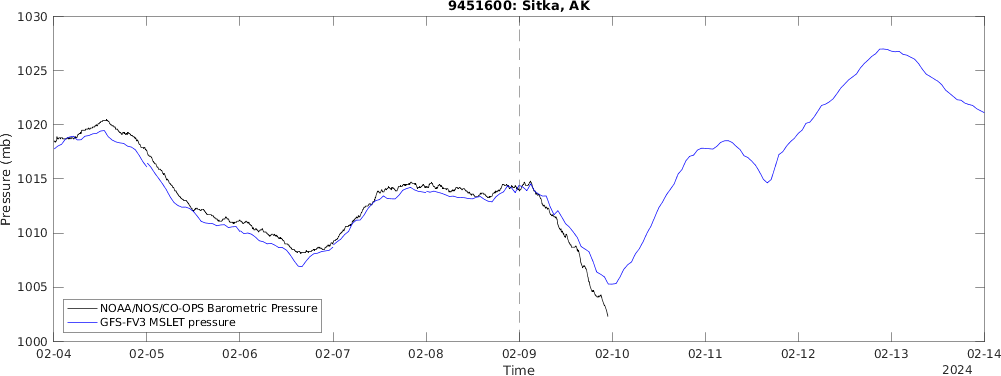 9451600: Sitka, AK
Pressure (mb)
1030
1025
1020
1015
1010
1005
1000
NOAA/NOS/CO-OPS Barometric Pressure
GFS-FV3 MSLET pressure
02-04 02-05 02-06 02-07 02-08 02-09 02-10 02-11 02-12 02-13 02-14
Time
2024